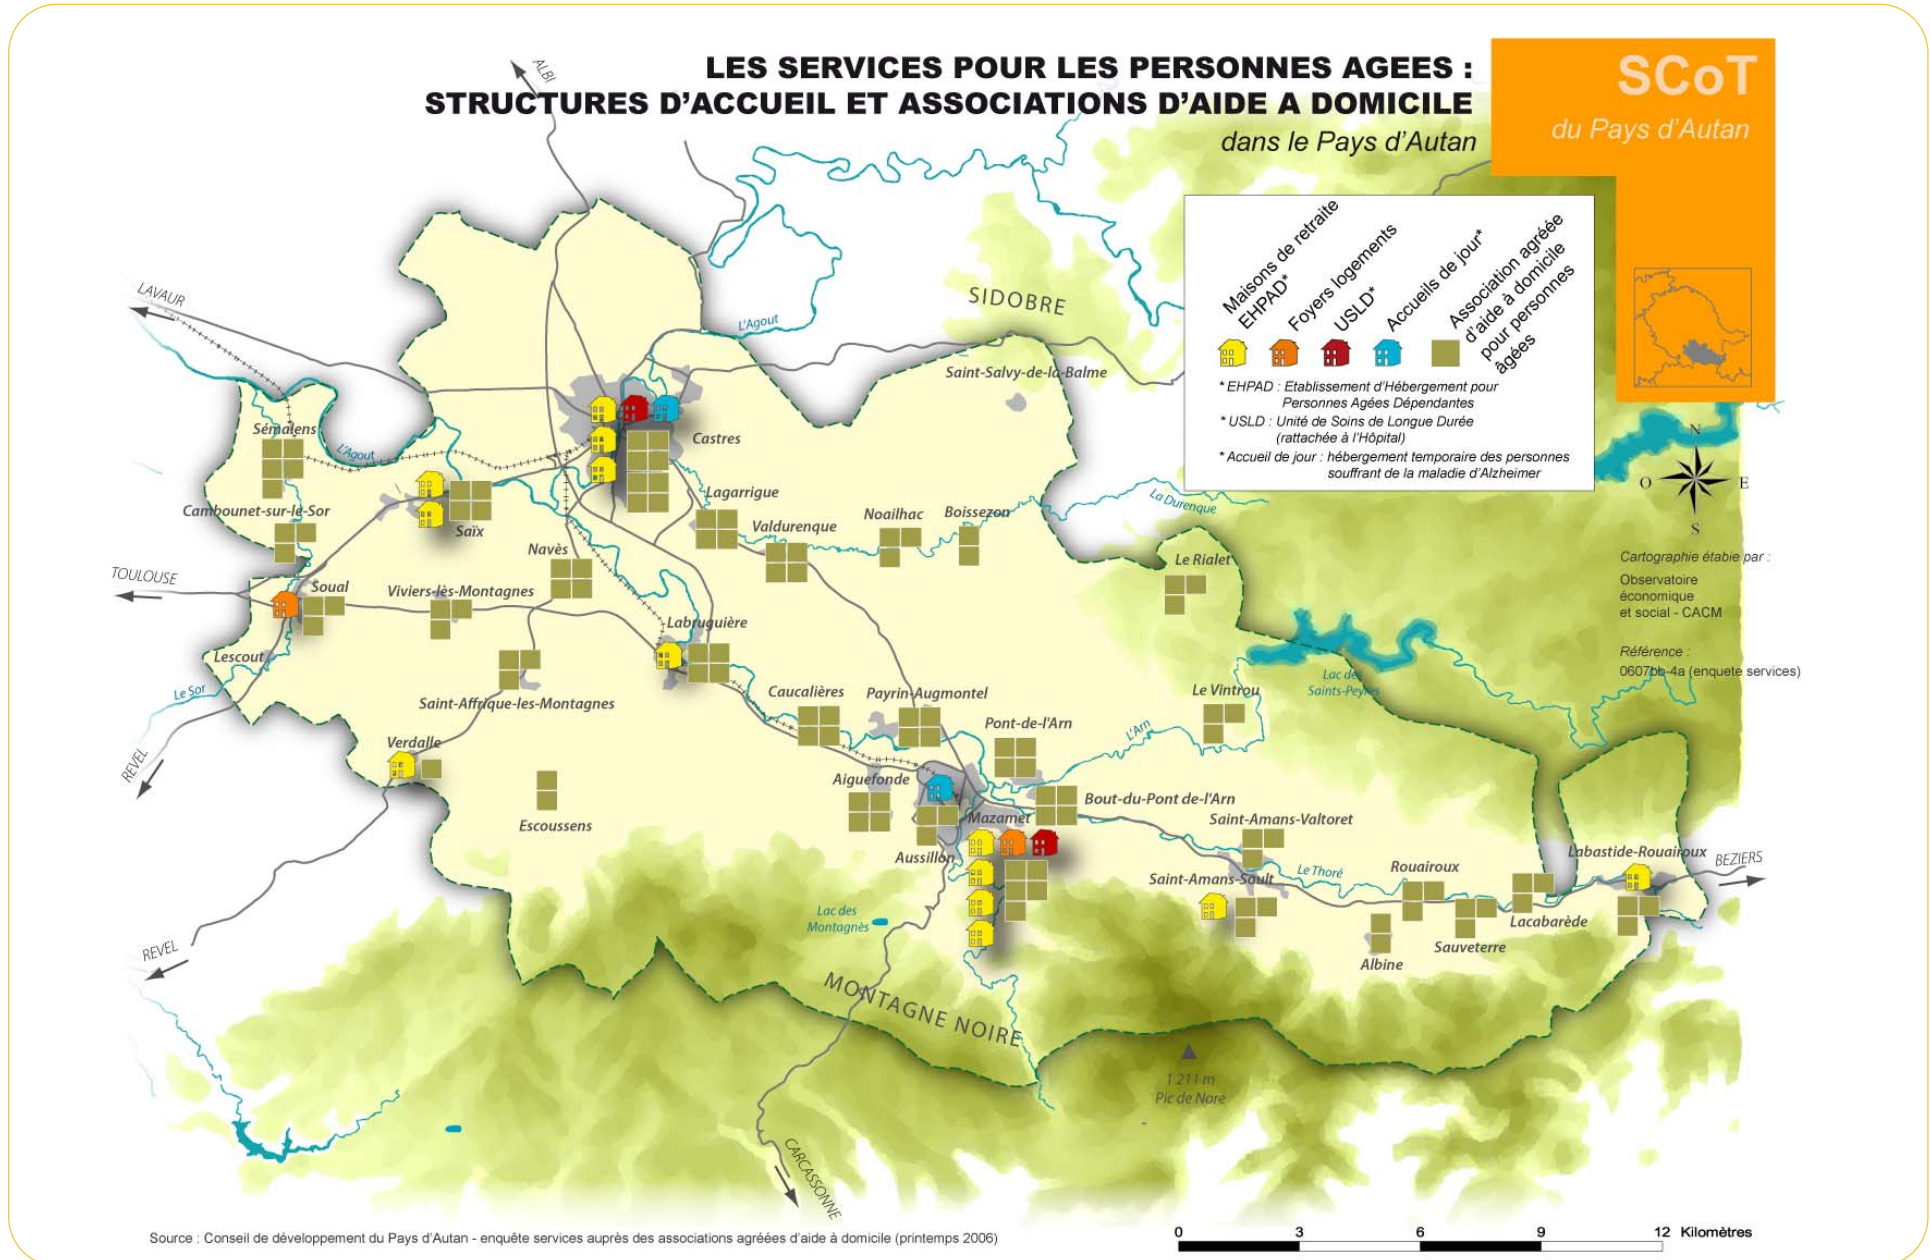 LES SERVICES POUR LES PERSONNES AGEES :
STRUCTURES D'ACCUEIL ET ASSOCIATIONS D'AIDE A DOMICILE
dans le Pays d'Autan
SCoT
du Pays d'Autan
Maisons de retraite
EHPAD*
Foyers logements
USLD*
Accueils de jour*
Association agréée
d'aide à domicile
pour personnes
âgées
* EHPAD : Etablissement d'Hébergement pour
Personnes Agées Dépendantes
* USLD : Unité de Soins de Longue Durée
(rattachée à l'Hôpital)
* Accueil de jour : hébergement temporaire des personnes
souffrant de la maladie d'Alzheimer
ALBI
LAVAUR
SIDOBRE
L'Agout
Saint-Salvy-de-la-Balme
Sémalens
L'Agout
Castres
N
O
E
S
Cambounet-sur-le-Sor
Saïx
Lagarrigue
Valdurenque
Noailhac
Boissezon
La Durenque
Navès
Le Rialet
Cartographie étabie par :
Observatoire
économique
et social - CACM
Référence :
0607bb-4a (enquete services)
TOULOUSE
Soual
Viviers-lès-Montagnes
Labruguière
Lescout
Le Sor
Saint-Affrique-les-Montagnes
Caucalières
Payrin-Augmontel
Pont-de-l'Arn
Le Vintrou
Lac des
Saints-Peyres
L'Arn
REVEL
Verdalle
Escoussens
Aiguefonde
Mazamet
Aussillon
Bout-du-Pont de-l'Arn
Saint-Amans-Valtoret
Saint-Amans-Soult
Le Thoré
Rouairoux
Labastide-Rouairoux
BEZIERS
Lacabarède
Sauveterre
Albine
REVEL
Lac des
Montagnès
MONTAGNE NOIRE
1 211 m
Pic de Nore
CARCASSONNE
Source : Conseil de développement du Pays d'Autan - enquête services auprès des associations agréées d'aide à domicile (printemps 2006)
0 3 6 9 12 Kilomètres